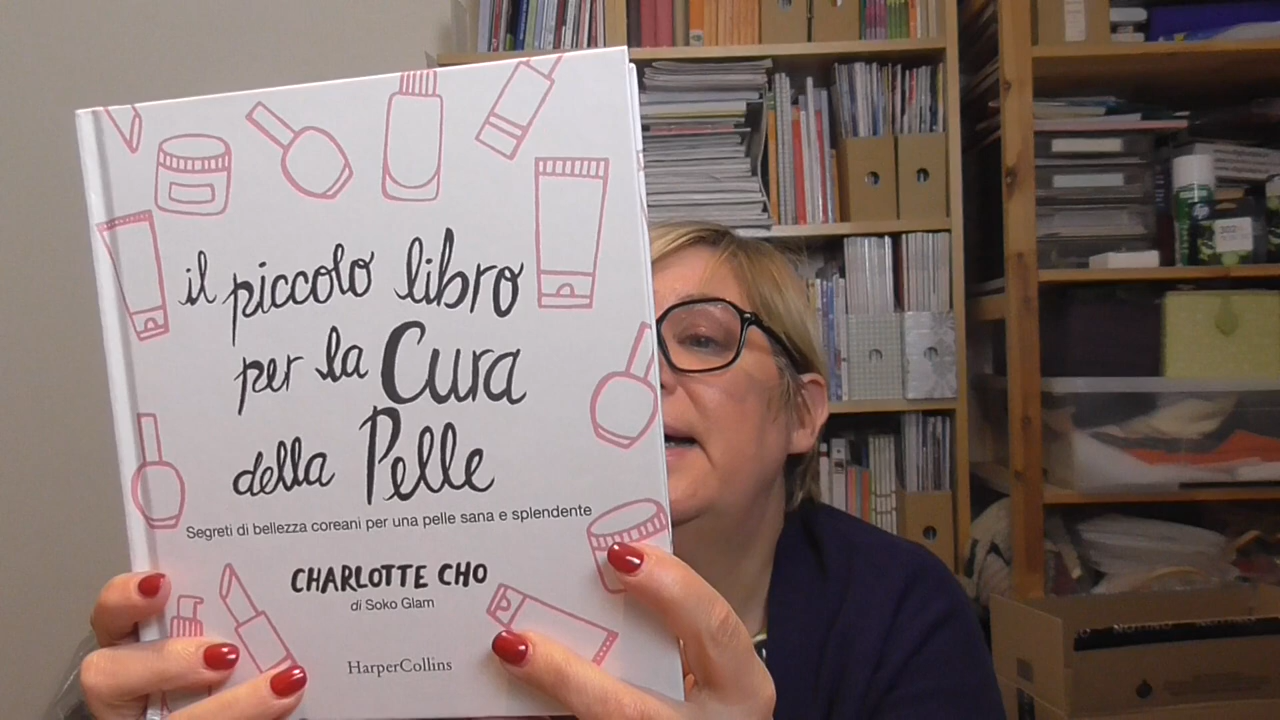 il piccolo libro
per la Cura
della Pelle
Segreti di bellezza coreani per una pelle sana e splendente
CHARLOTTE CHO
di Soko Glam
HarperCollins
302